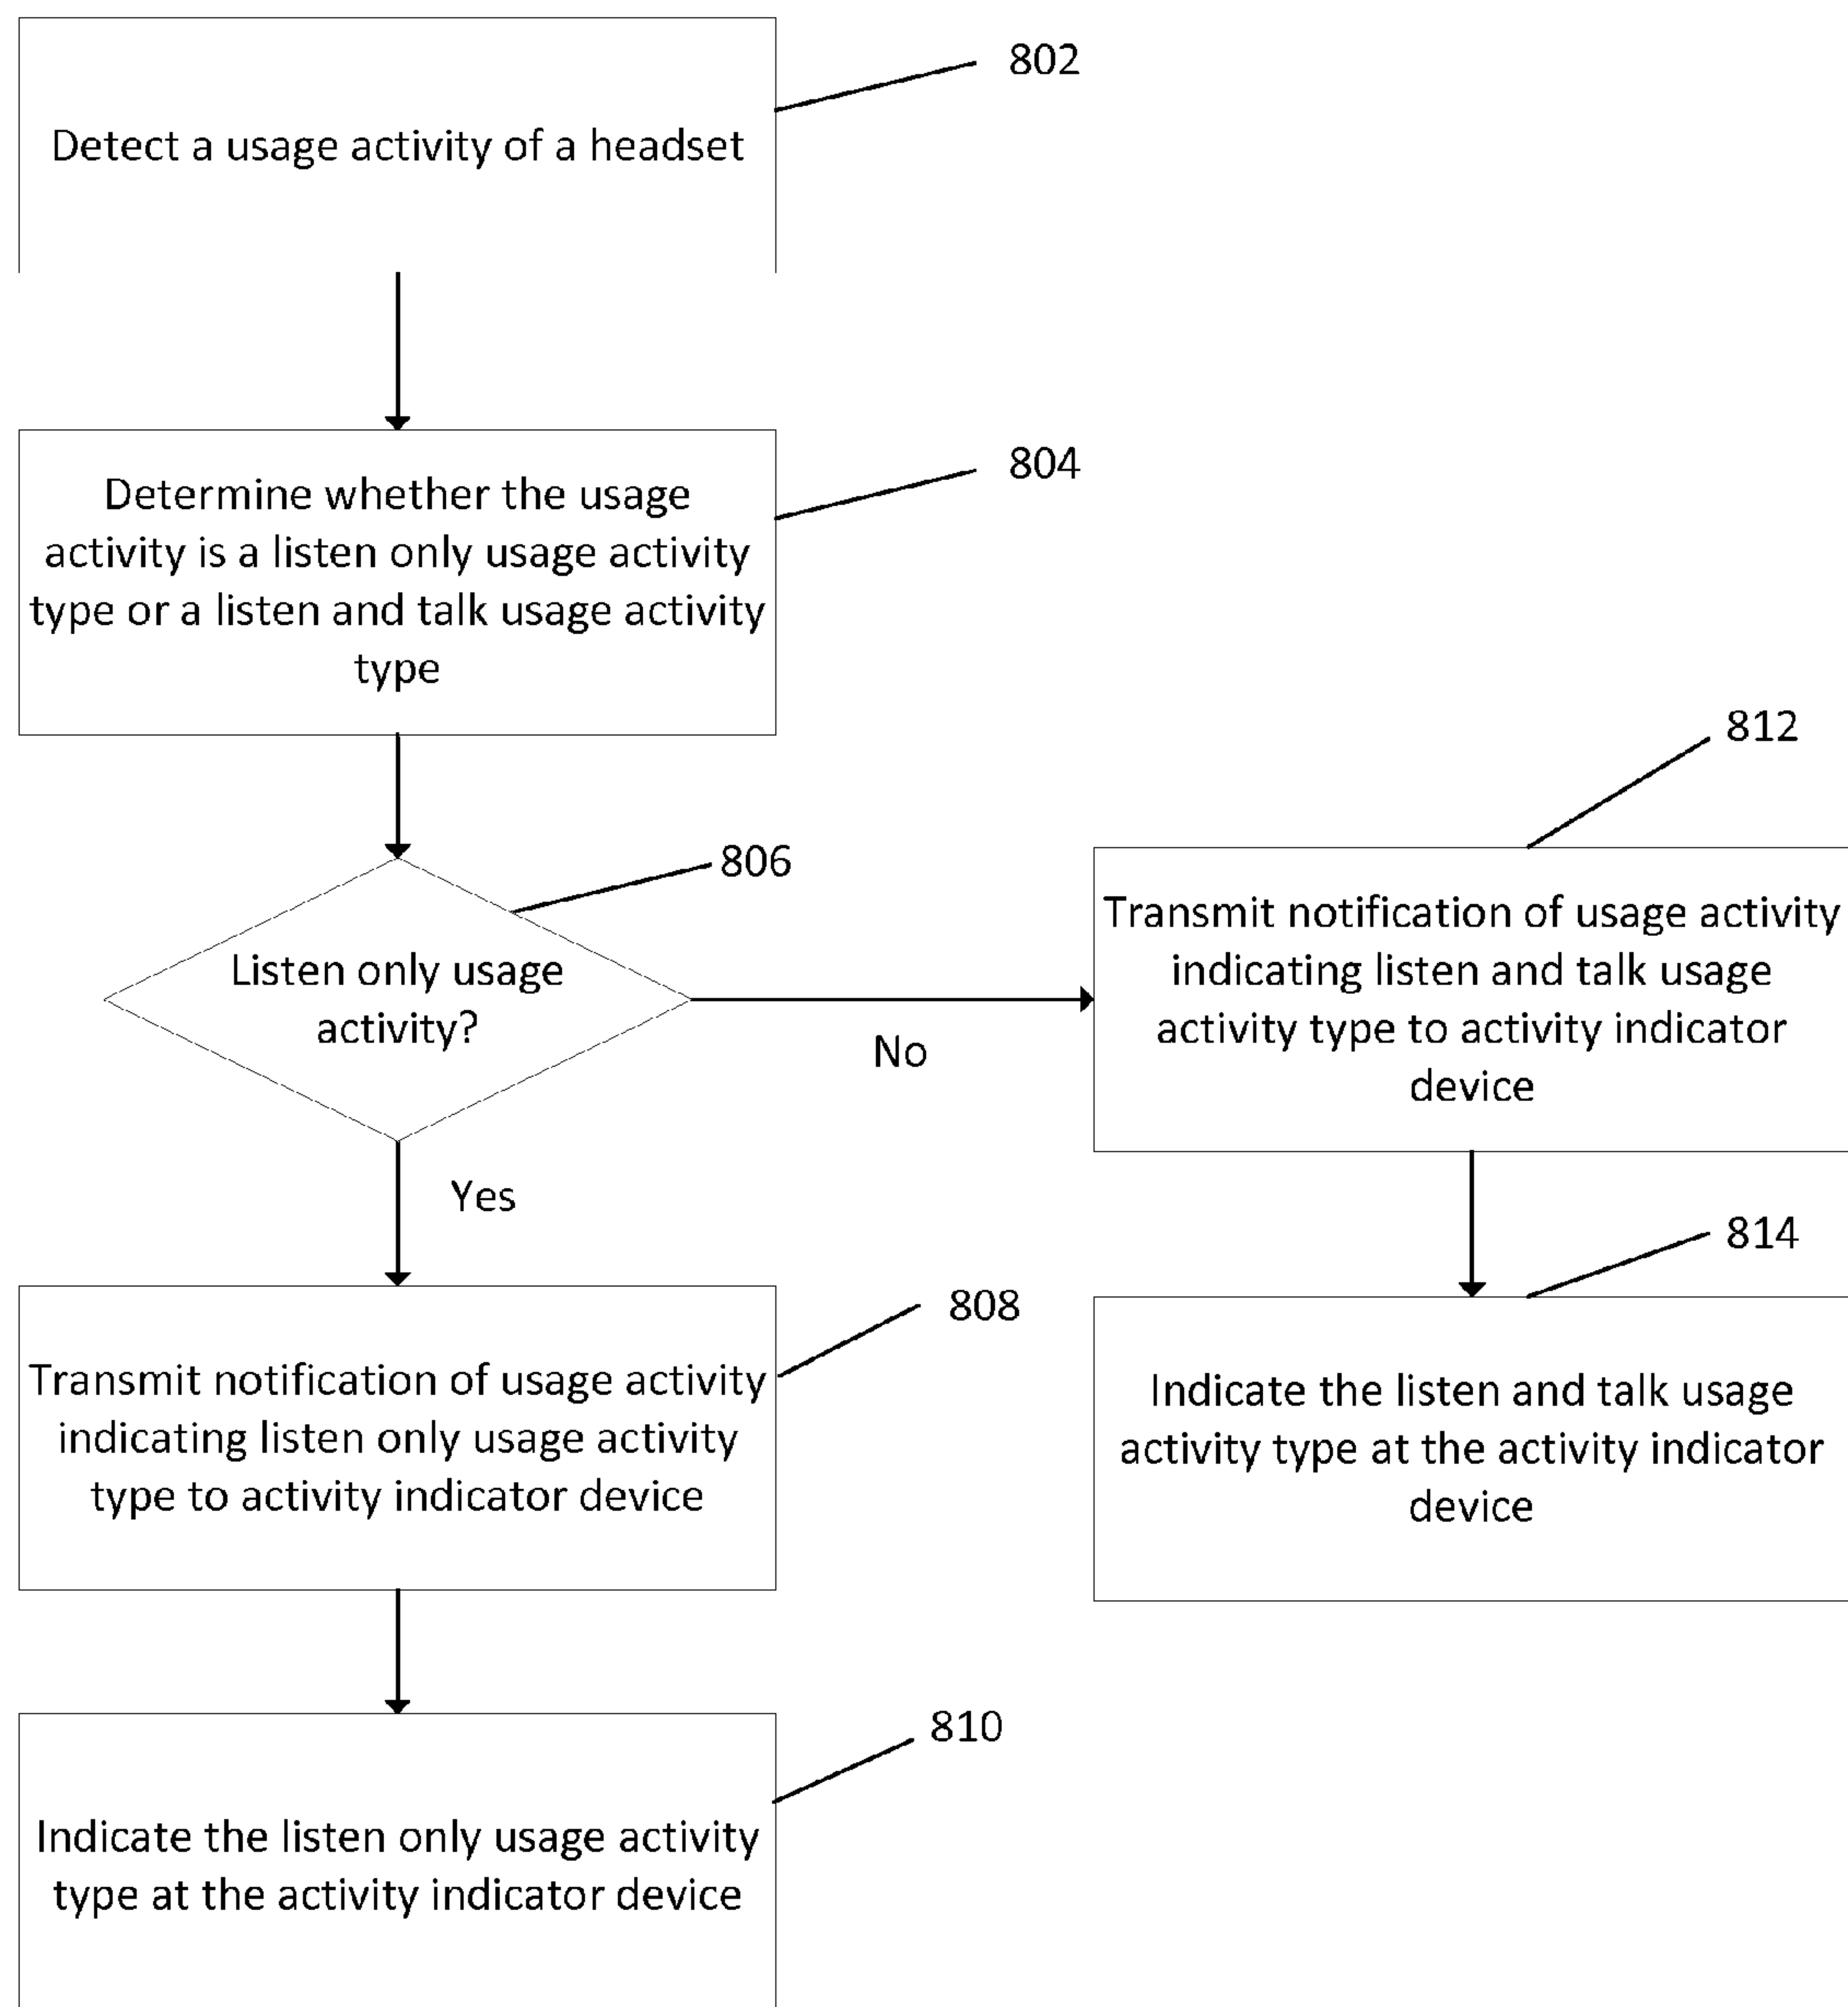 802
Detect a usage activity of a headset
804
Determine whether the usage
activity is a listen only usage activity
type or a listen and talk usage activity
type
806
Listen only usage
activity?
No
Yes
812
Transmit notification of usage activity
indicating listen and talk usage
activity type to activity indicator
device
814
Indicate the listen and talk usage
activity type at the activity indicator
device
808
Transmit notification of usage activity
indicating listen only usage activity
type to activity indicator device
810
Indicate the listen only usage activity
type at the activity indicator device